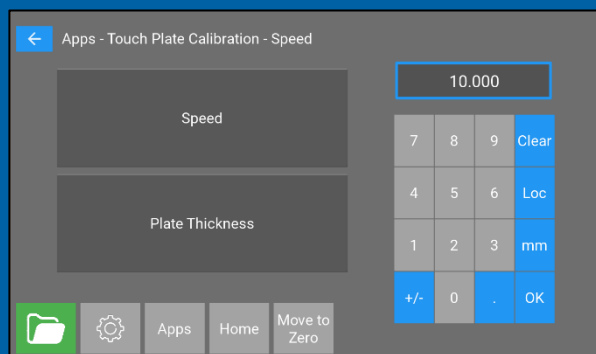 Apps - Touch Plate Calibration - Speed
10.000
Speed
Plate Thickness
7 8 9 Clear
4 5 6 Loc
1 2 3 mm
+/- 0 . OK
Apps
Home
Move to
Zero